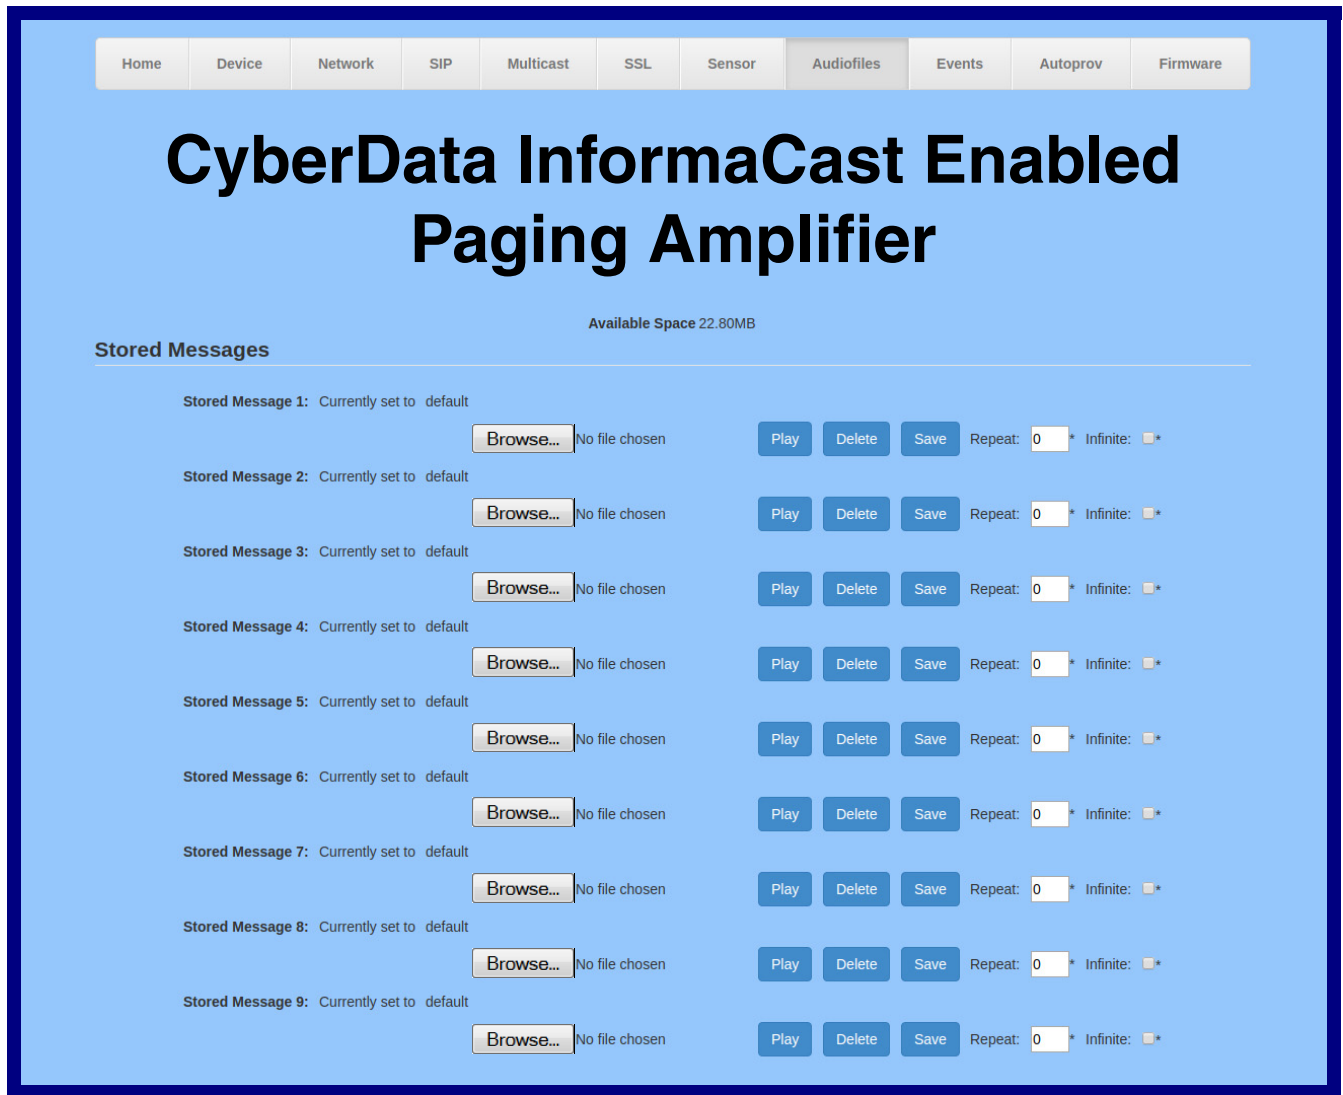 Home Device Network SIP Multicast SSL Sensor Audiofiles Events Autoprov Firmware
CyberData InformaCast Enabled
Paging Amplifier
Available Space 22.80MB
Stored Messages
Stored Message 1: Currently set to default
Browse... No file chosen Play Delete Save Repeat: 0 * Infinite: *
Stored Message 2: Currently set to default
Browse... No file chosen Play Delete Save Repeat: 0 * Infinite: *
Stored Message 3: Currently set to default
Browse... No file chosen Play Delete Save Repeat: 0 * Infinite: *
Stored Message 4: Currently set to default
Browse... No file chosen Play Delete Save Repeat: 0 * Infinite: *
Stored Message 5: Currently set to default
Browse... No file chosen Play Delete Save Repeat: 0 * Infinite: *
Stored Message 6: Currently set to default
Browse... No file chosen Play Delete Save Repeat: 0 * Infinite: *
Stored Message 7: Currently set to default
Browse... No file chosen Play Delete Save Repeat: 0 * Infinite: *
Stored Message 8: Currently set to default
Browse... No file chosen Play Delete Save Repeat: 0 * Infinite: *
Stored Message 9: Currently set to default
Browse... No file chosen Play Delete Save Repeat: 0 * Infinite: *